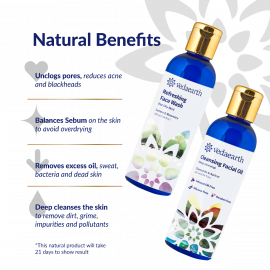 Natural Benefits
Unclogs pores, reduces acne
and blackheads
Balances Sebum on the skin
to avoid overdrying
Removes excess oil, sweat,
bacteria and dead skin
Deep cleanses the skin
to remove dirt, grime,
impurities and pollutants
*This natural product will take
21 days to show result
vedaearth
Refreshing
Face Wash
vedaearth
Cleansing Facial Oil